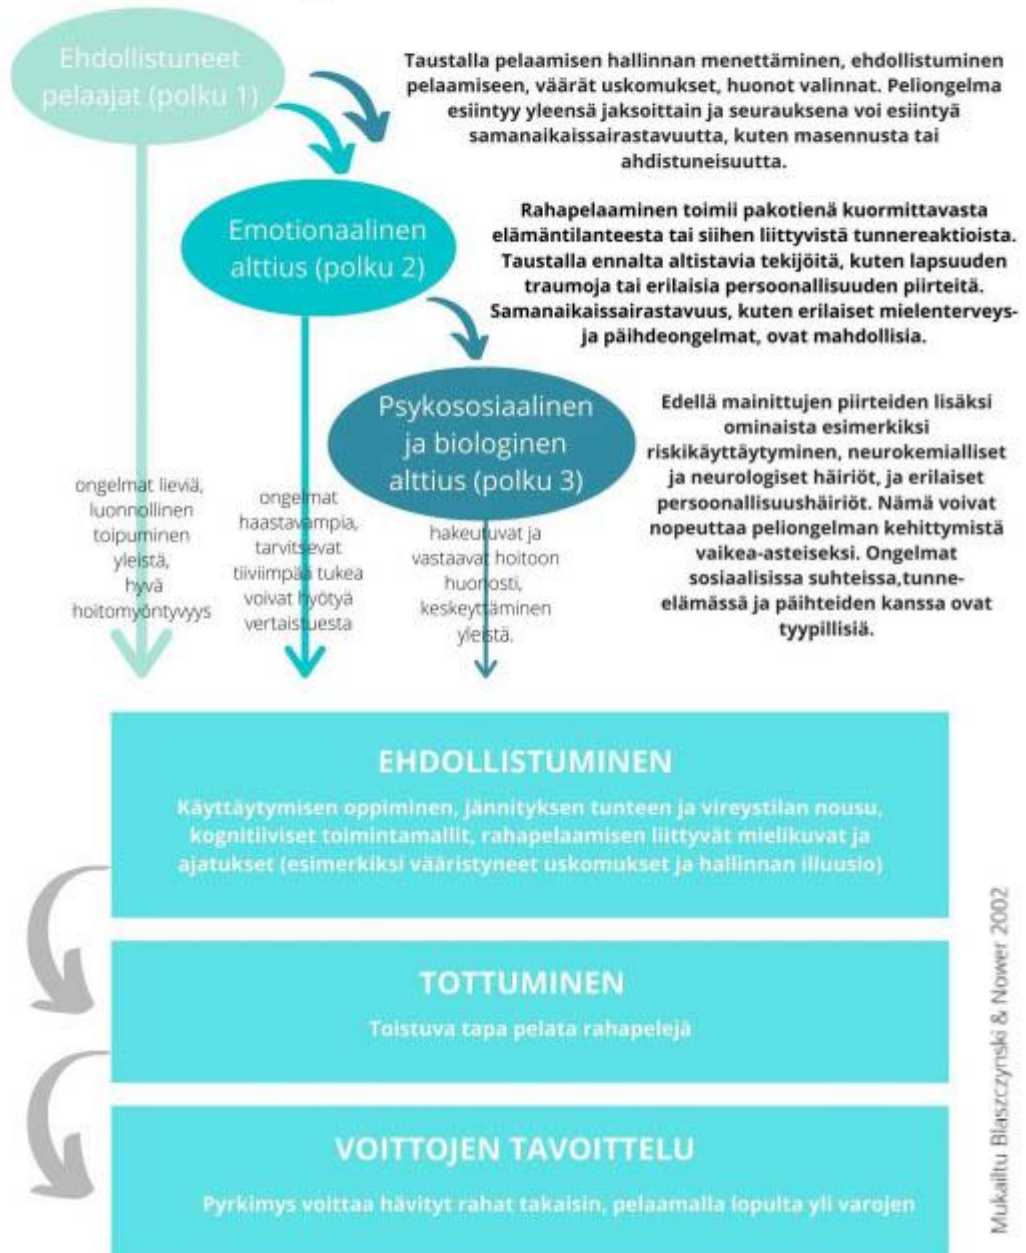 Ehdollistuneet
pelaajat (polku 1)
Taustalla pelaamisen hallinnan menettäminen, ehdollistuminen
pelaamiseen, väärät uskomukset, huonot valinnat. Peliongelma
esiintyy yleensä jaksoittain ja seurauksena voi esiintyä
samanaikaissairastavuutta, kuten masennusta tai
ahdistuneisuutta.
Emotionaalinen
alttius (polku 2)
Rahapelaaminen toimii pakotienä kuormittavasta
elämäntilanteesta tai siihen liittyvistä tunnereaktioista.
Taustalla ennalta altistavia tekijöitä, kuten lapsuuden
traumoja tai erilaisia persoonallisuuden piirteitä.
Samanaikaissairastavuus, kuten erilaiset mielenterveys-
ja päihdeongelmat, ovat mahdollisia.
Psykososiaalinen
ja biologinen
alttius (polku 3)
Edellä mainittujen piirteiden lisäksi
ominaista esimerkiksi
riskikäyttäytyminen, neurokemialliset
ja neurologiset häiriöt, ja erilaiset
persoonallisuushäiriöt. Nämä voivat
nopeuttaa peliongelman kehittymistä
vaikea-asteiseksi. Ongelmat
sosiaalisissa suhteissa,tunne-
elämässä ja päihteiden kanssa ovat
tyypillisiä.
ongelmat lieviä,
luonnollinen
toipuminen
yleistä,
hyvä
hoitomyöntyvyys
ongelmat
haastavampia,
tarvitsevat
tiiviimpää tukea
voivat hyötyä
vertaistuesta
hakeutuvat ja
vastaavat hoitoon
huonosti,
keskeyttäminen
yleistä.
EHDOLLISTUMINEN
Käyttäytymisen oppiminen, jännityksen tunteen ja vireystilan nousu,
kognitiiviset toimintamallit, rahapelaamisen liittyvät mielikuvat ja
ajatukset (esimerkiksi vääristyneet uskomukset ja hallinnan illuusio)
TOTTUMINEN
Toistuva tapa pelata rahapelejä
VOITTOJEN TAVOITTELU
Pyrkimys voittaa hävityt rahat takaisin, pelaamalla lopulta yli varojen
Mukailtu Blaszczynski & Nower 2002